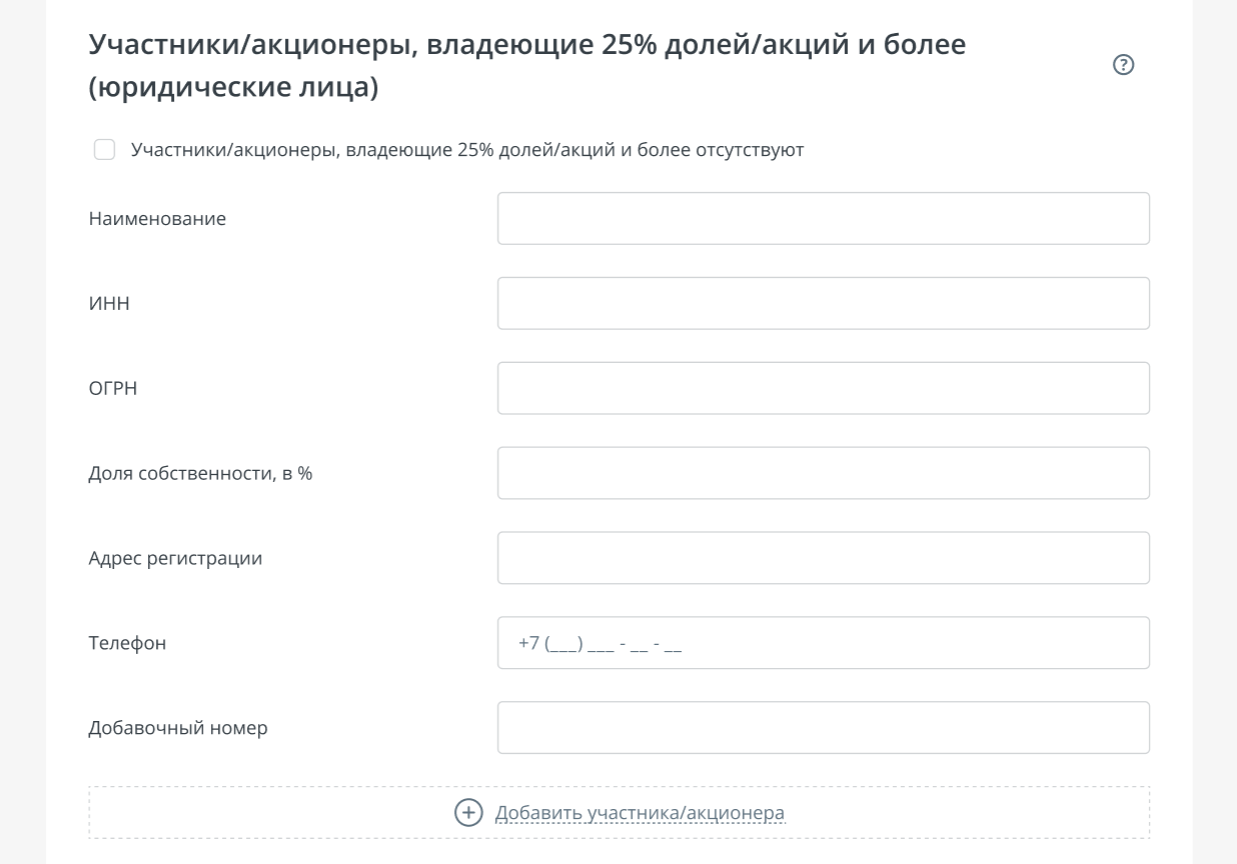 Участники/акционеры, владеющие 25% долей/акций и более
(юридические лица)
?
Участники/акционеры, владеющие 25% долей/акций и более отсутствуют
Наименование
ИНН
ОГРН
Доля собственности, в %
Адрес регистрации
Телефон
+7 (___) ___ - __ - __
Добавочный номер
Добавить участника/акционера